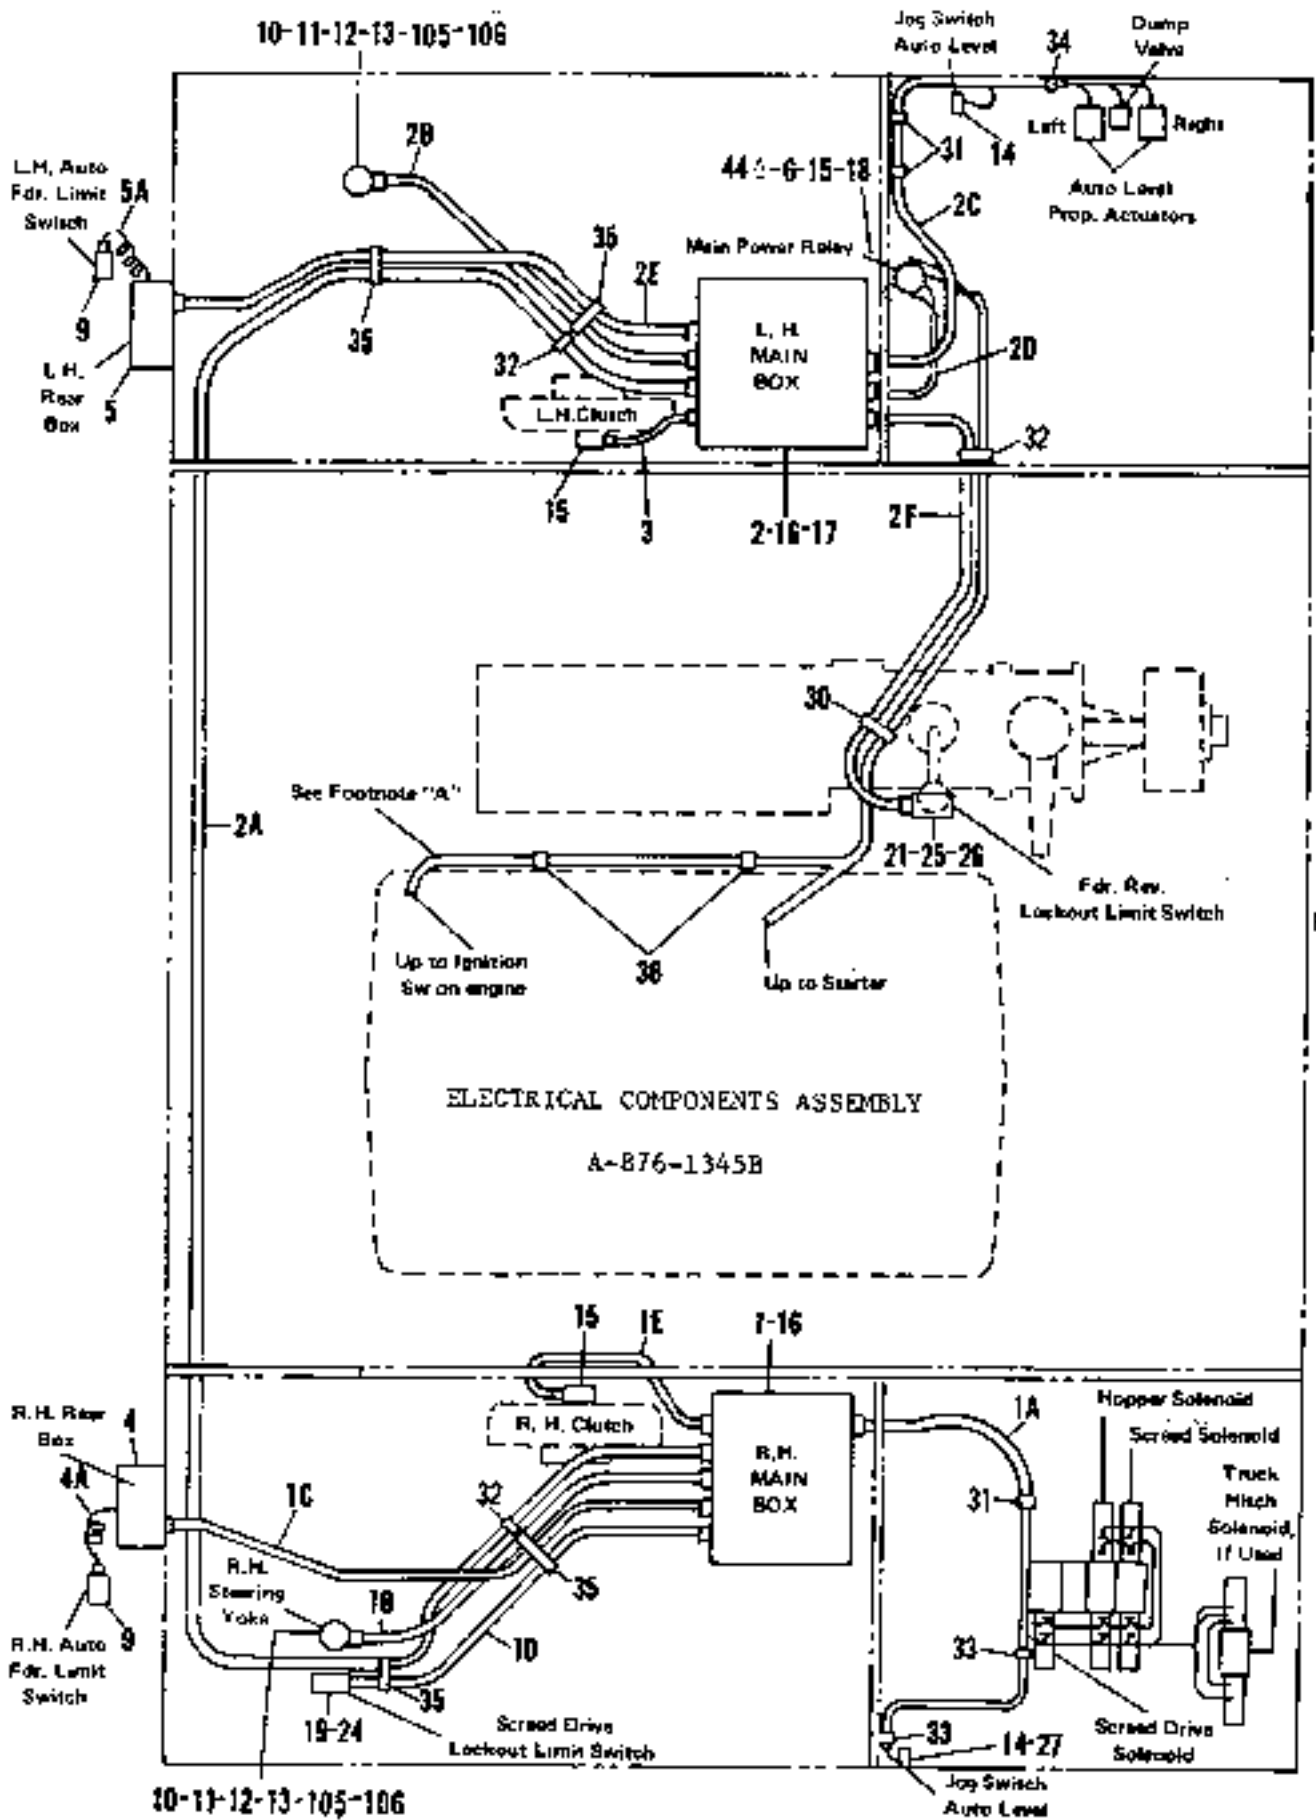 10-11-12-13-105-106
Jog Switch
Auto Level
34
Dump
Valve
L.H. Auto
Fdr. Limit
Switch
5A
2B
31
14
Left
Right
Auto Level
Prop. Actuators
-6-15-18
2C
Main Power Relay
35
2E
9
L.H.
Rear
Box
5
35
32
L. H.
MAIN
BOX
2D
L.H. Clutch
32
15
3
2-16-17
2F
30
See Footnote "A"
2A
21-25-26
Fdr. Rev.
Lockout Limit Switch
Up to Ignition
Sw on engine
38
Up to Starter
ELECTRICAL COMPONENTS ASSEMBLY
A-876-1345B
15
1E
-16
R.H. Rear
Box
4
4A
1C
R. H. Clutch
R.H.
MAIN
BOX
1A
Hopper Solenoid
Screed Solenoid
Truck
Hitch
Solenoid,
If Used
31
32
35
R.H.
Steering
Yoke
1B
1D
9
R.H. Auto
Fdr. Limit
Switch
33
35
19-24
Screed Drive
Lockout Limit Switch
33
14-27
Screed Drive
Solenoid
Jog Switch
Auto Level
10-11-12-13-105-106